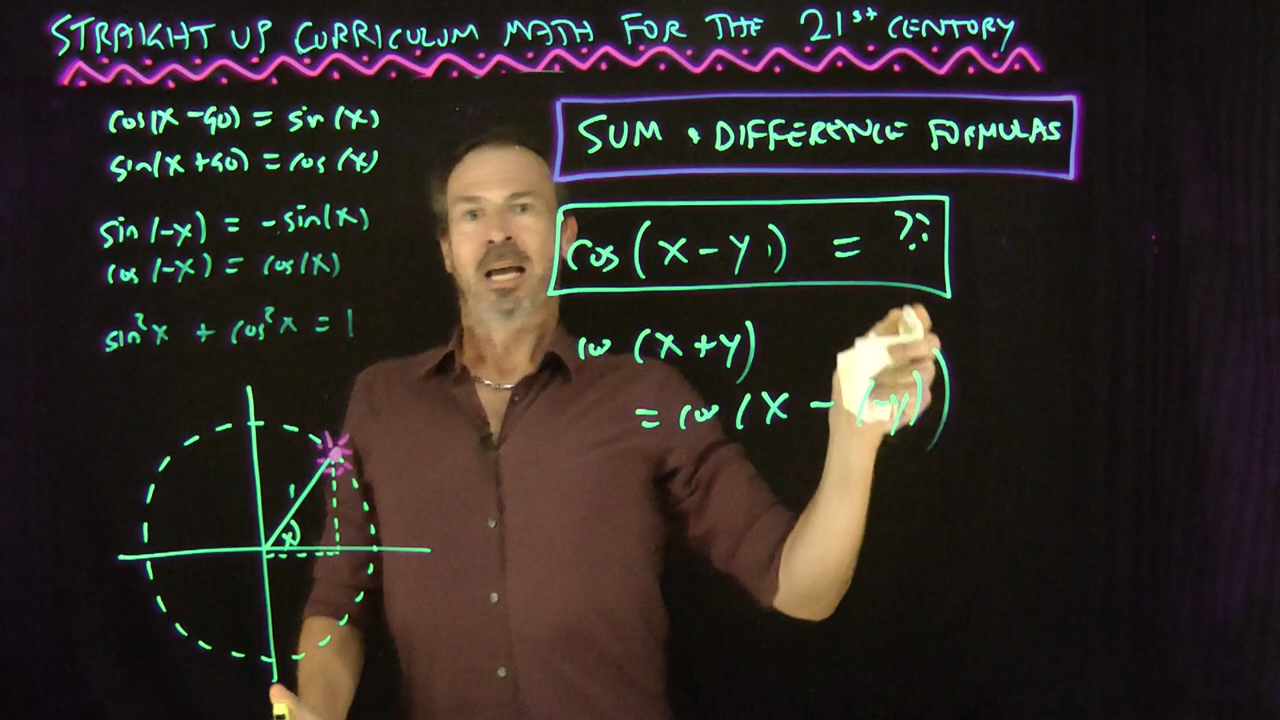 STRAIGHT UP CURRICULUM MATH FOR THE 21st CENTURY
cos(x - 90) = sin(x)
sin(x + 90) = cos(x)
sin(-x) = -sin(x)
cos(-x) = cos(x)
sin²x + cos²x = 1
1
x
SUM + DIFFERENCE FORMULAS
cos(x - y) = ??
cos(x + y)
= cos(x - (-y))